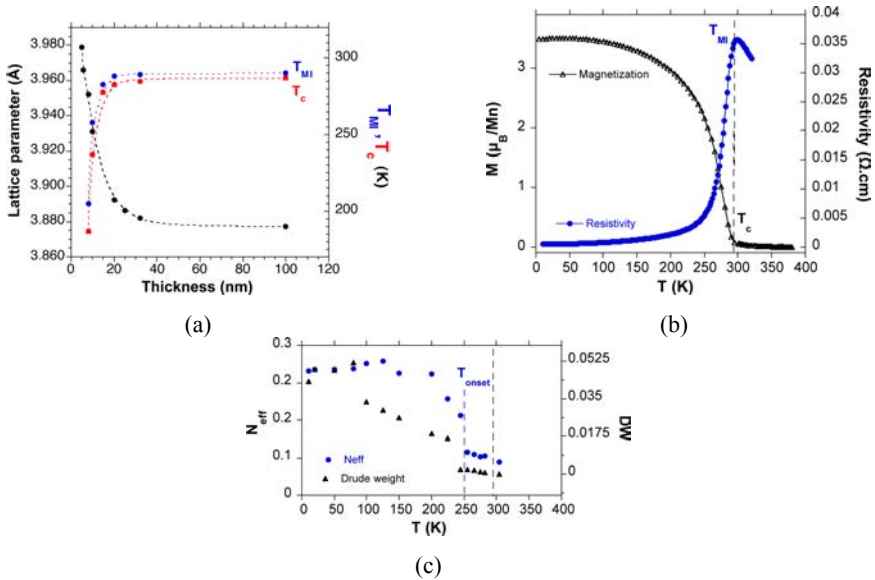 (a)
3.980
3.960
3.940
3.920
3.900
3.880
3.860
Lattice parameter (Å)
0 20 40 60 80 100 120
Thickness (nm)
300
250
200
T_MI, T_c (K)
T_MI
T_c
(a)
b)
3
2
1
0
M (μ_B/Mn)
Magnetization
Resistivity
T_MI
T_c
0 50 100 150 200 250 300 350 400
T (K)
0.04
0.035
0.03
0.025
0.02
0.015
0.01
0.005
0
Resistivity (Ω.cm)
(b)
c)
0.3
0.2
0.2
0.1
0.1
0
N_eff
T_onset
Neff
Drude weight
0 50 100 150 200 250 300 350 400
T (K)
0.0525
0.035
0.0175
0
DW
(c)